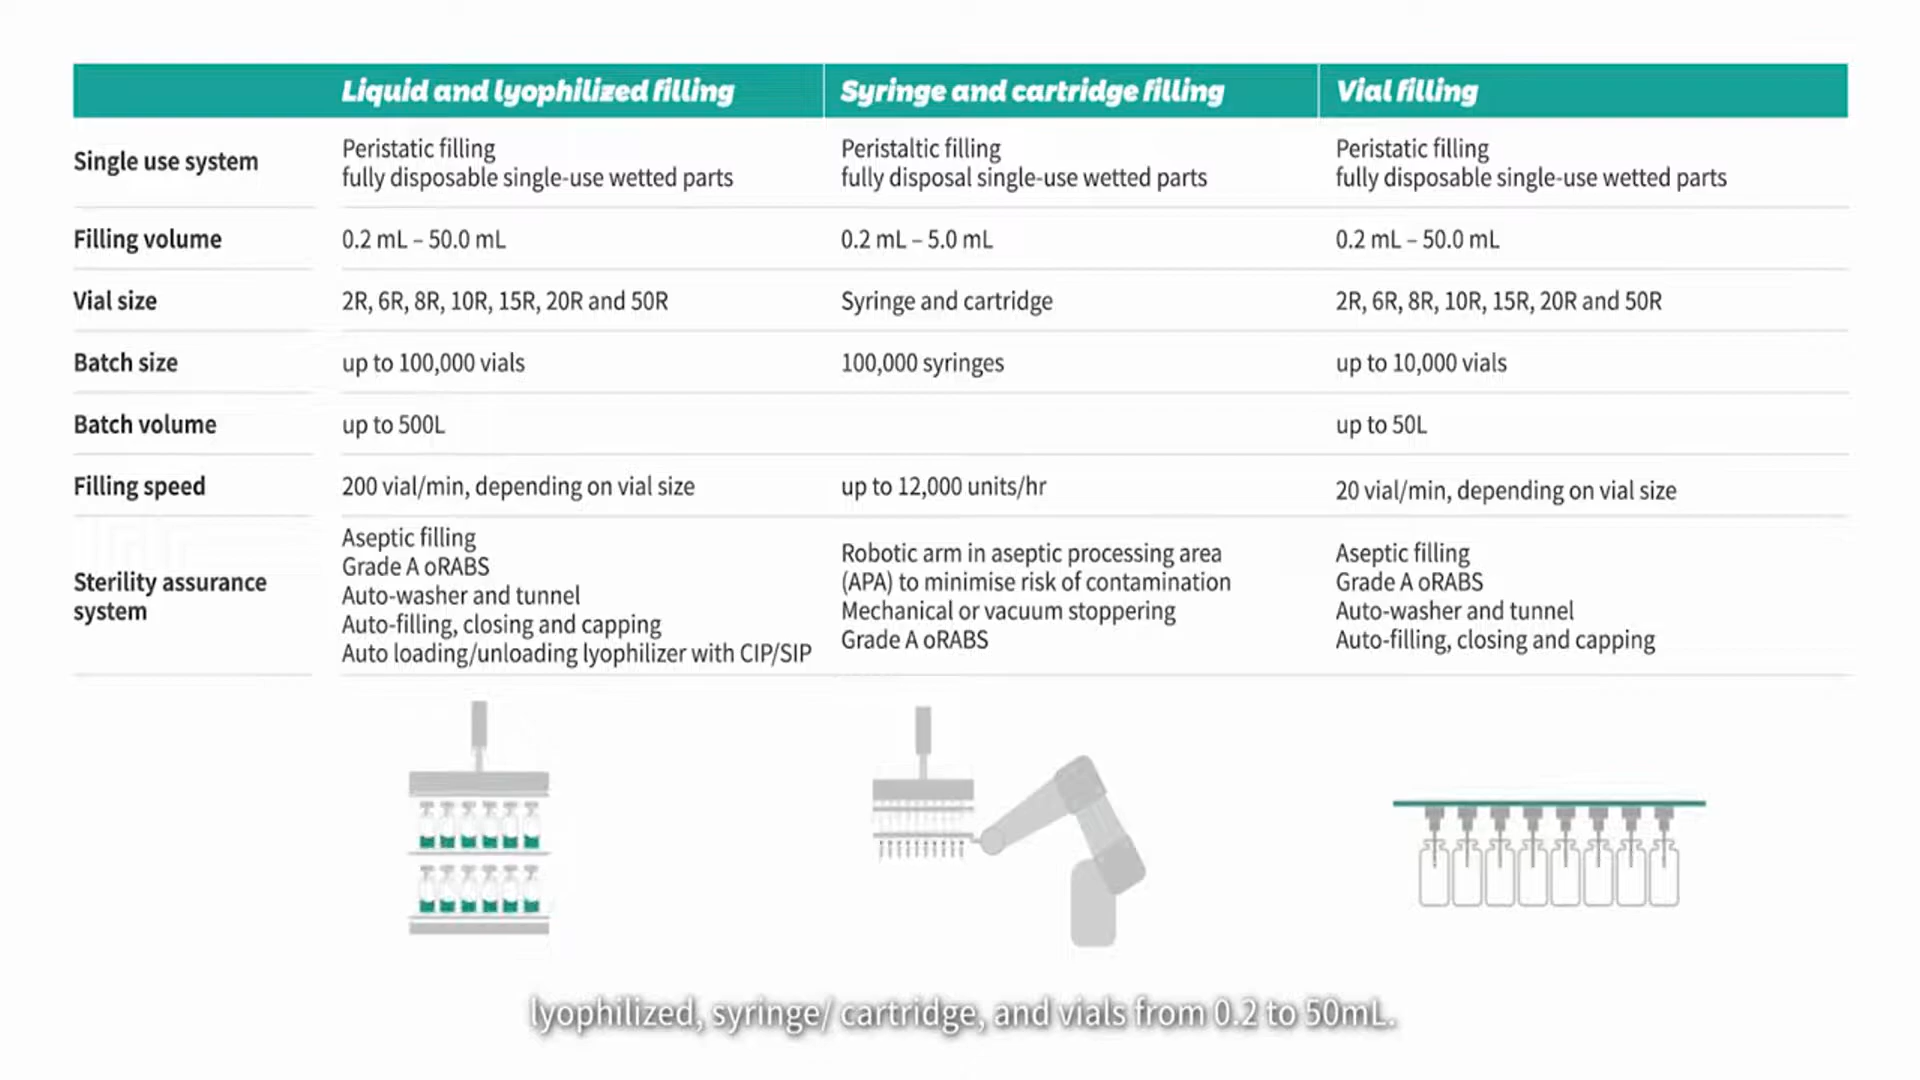 Liquid and lyophilized filling Syringe and cartridge filling Vial filling
Single use system
Peristatic filling
fully disposable single-use wetted parts
Peristaltic filling
fully disposal single-use wetted parts
Peristatic filling
fully disposable single-use wetted parts
Filling volume 0.2 mL – 50.0 mL 0.2 mL – 5.0 mL 0.2 mL – 50.0 mL
Vial size 2R, 6R, 8R, 10R, 15R, 20R and 50R Syringe and cartridge 2R, 6R, 8R, 10R, 15R, 20R and 50R
Batch size up to 100,000 vials 100,000 syringes up to 10,000 vials
Batch volume up to 500L up to 50L
Filling speed 200 vial/min, depending on vial size up to 12,000 units/hr 20 vial/min, depending on vial size
Sterility assurance
system
Aseptic filling
Grade A oRABS
Auto-washer and tunnel
Auto-filling, closing and capping
Auto loading/unloading lyophilizer with CIP/SIP
Robotic arm in aseptic processing area
(APA) to minimise risk of contamination
Mechanical or vacuum stoppering
Grade A oRABS
Aseptic filling
Grade A oRABS
Auto-washer and tunnel
Auto-filling, closing and capping
lyophilized, syringe/ cartridge, and vials from 0.2 to 50mL.